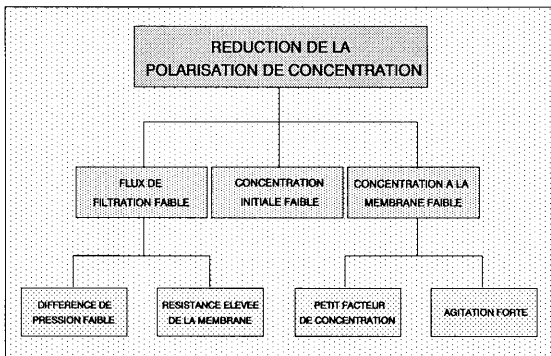 REDUCTION DE LA
POLARISATION DE CONCENTRATION
FLUX DE
FILTRATION FAIBLE
CONCENTRATION
INITIALE FAIBLE
CONCENTRATION A LA
MEMBRANE FAIBLE
DIFFERENCE DE
PRESSION FAIBLE
RESISTANCE ELEVEE
DE LA MEMBRANE
PETIT FACTEUR
DE CONCENTRATION
AGITATION FORTE